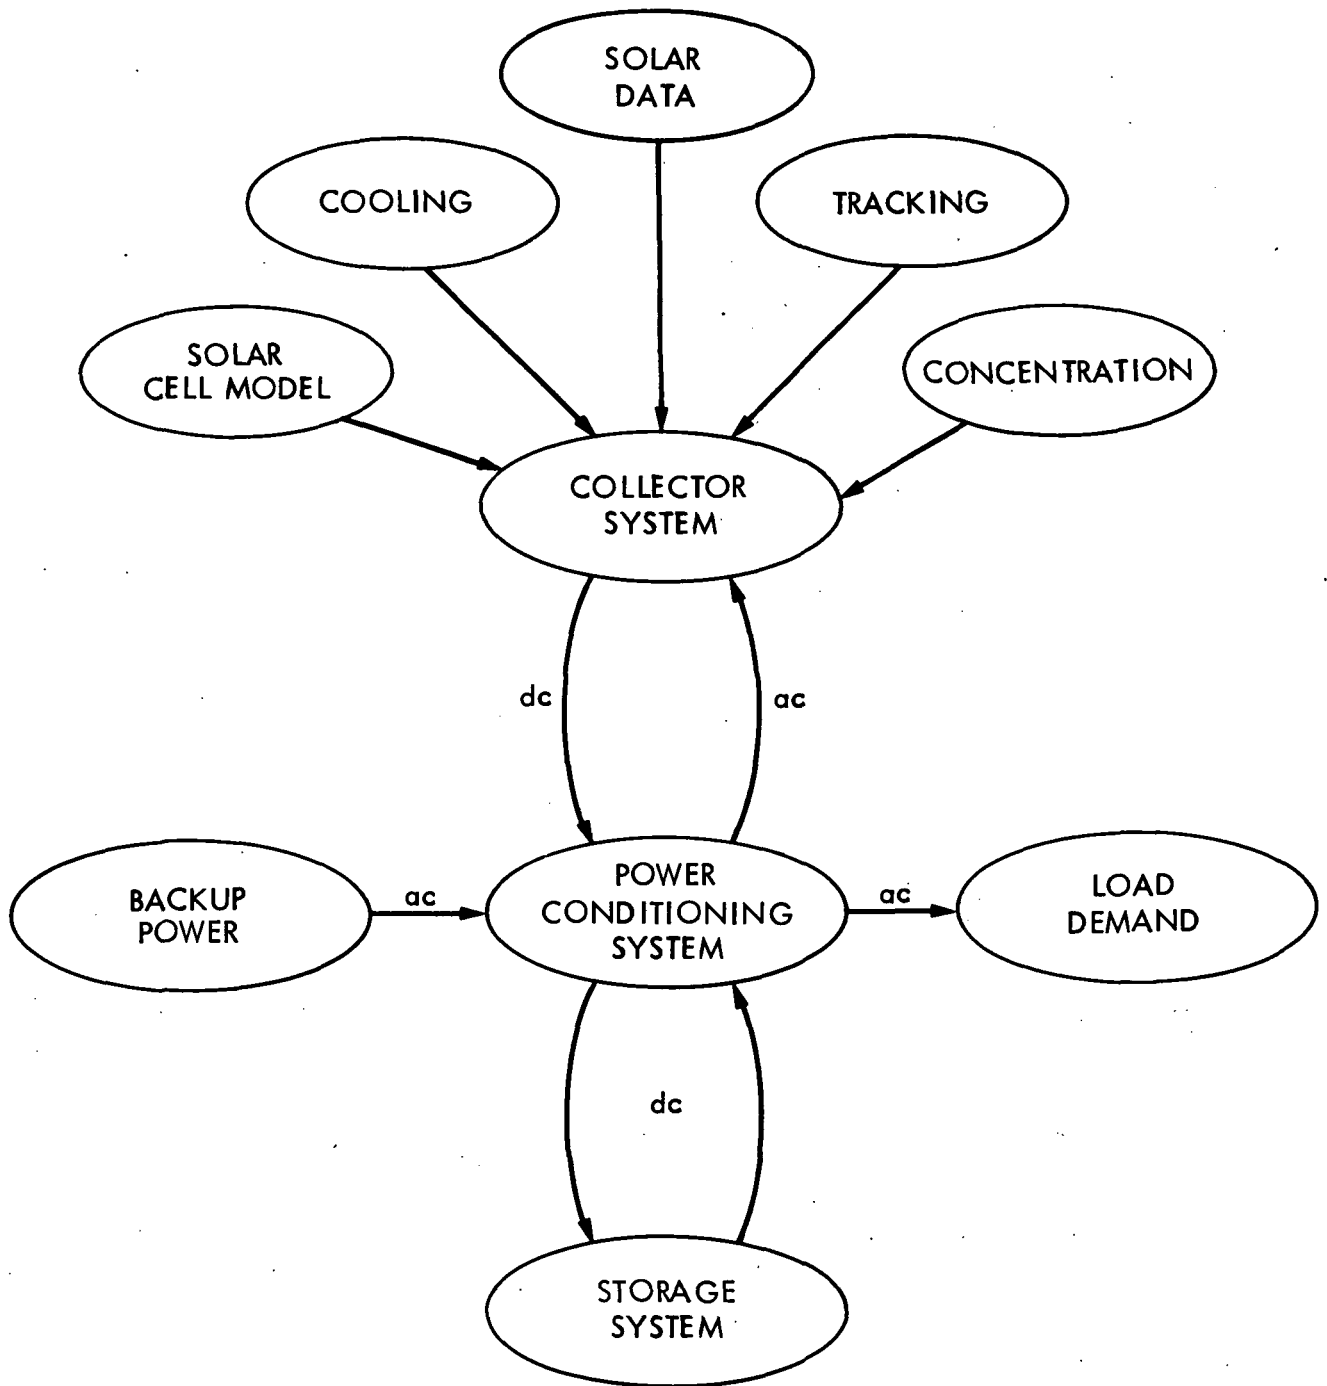 SOLAR
DATA
COOLING
TRACKING
SOLAR
CELL MODEL
CONCENTRATION
COLLECTOR
SYSTEM
dc
ac
BACKUP
POWER
ac
POWER
CONDITIONING
SYSTEM
ac
LOAD
DEMAND
dc
STORAGE
SYSTEM